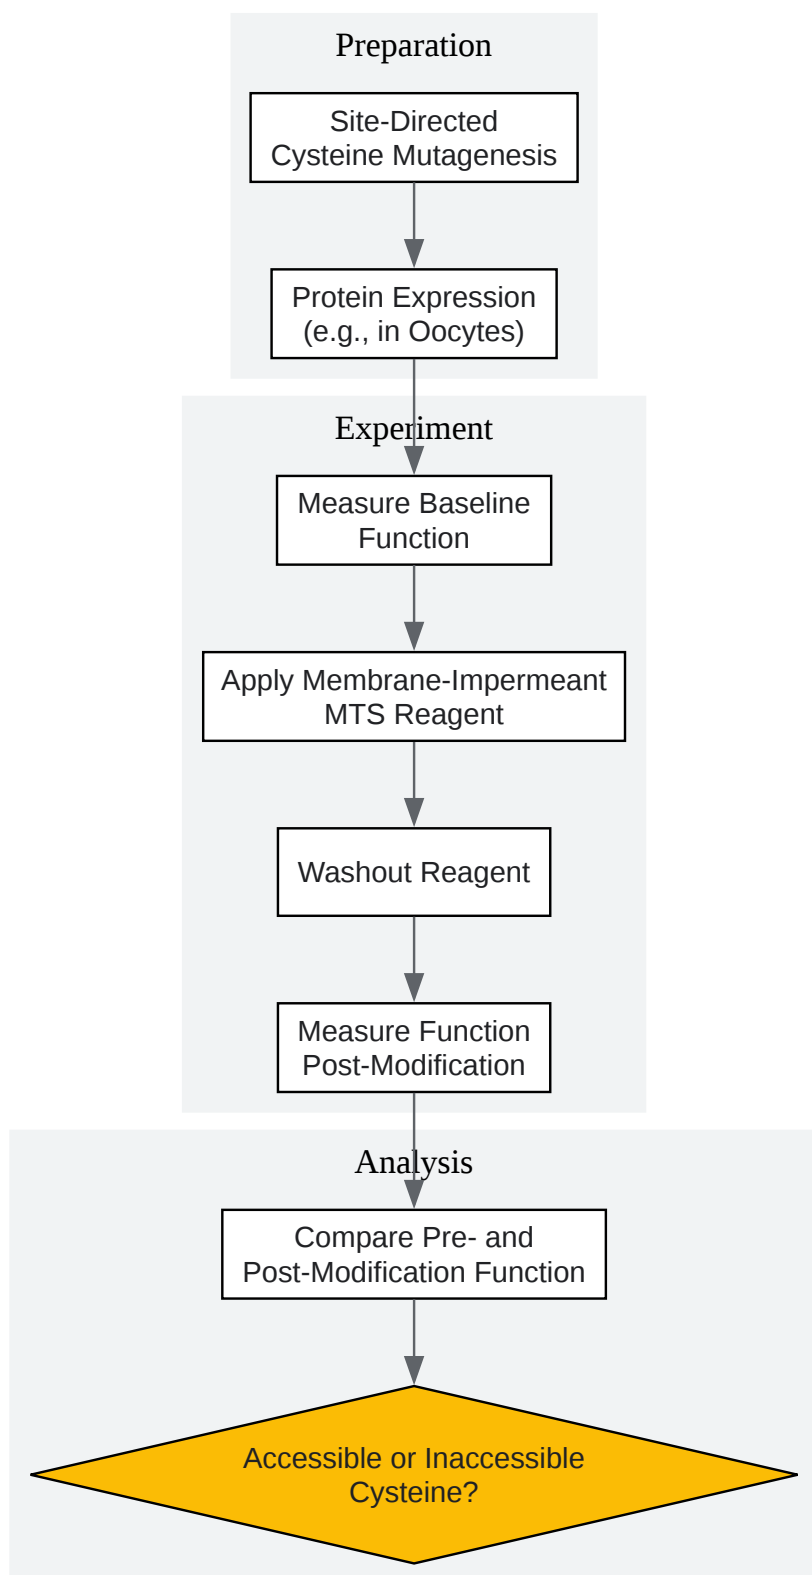 Preparation
Site-Directed
Cysteine Mutagenesis
Protein Expression
(e.g., in Oocytes)
Experiment
Measure Baseline
Function
Apply Membrane-Impermeant
MTS Reagent
Washout Reagent
Measure Function
Post-Modification
Analysis
Compare Pre- and
Post-Modification Function
Accessible or Inaccessible
Cysteine?